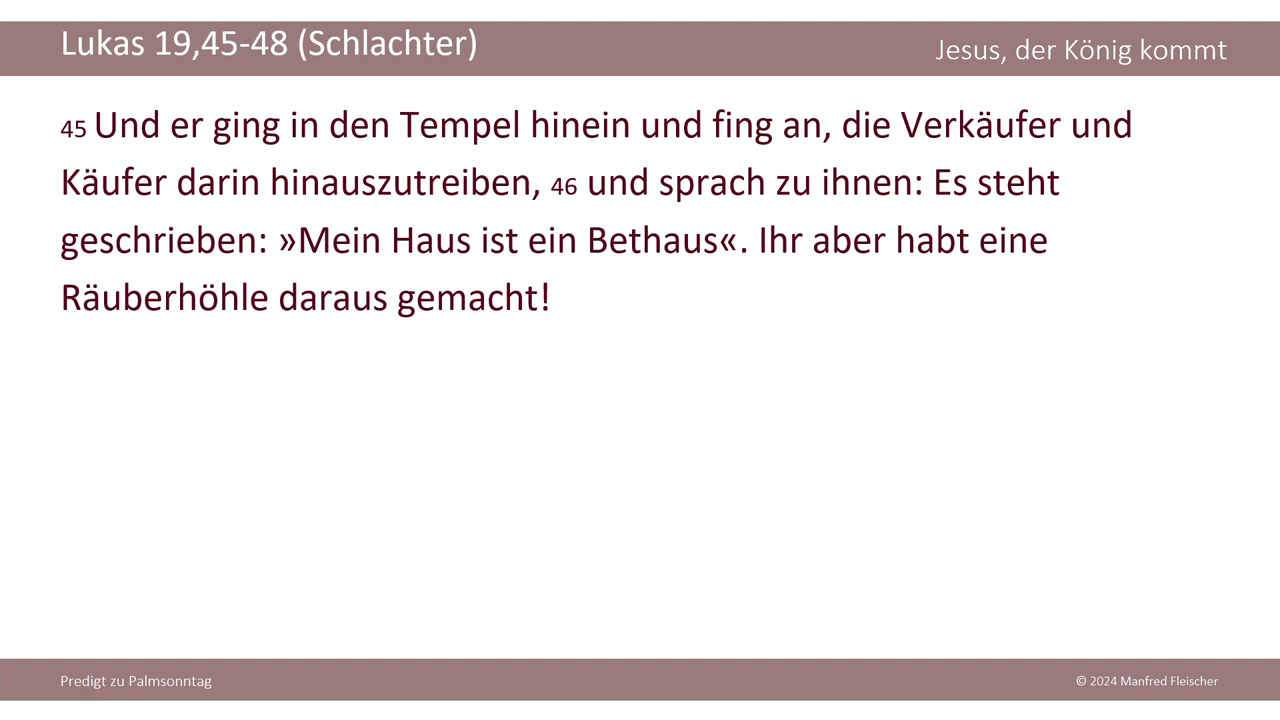 Lukas 19,45-48 (Schlachter)
Jesus, der König kommt
45 Und er ging in den Tempel hinein und fing an, die Verkäufer und
Käufer darin hinauszutreiben, 46 und sprach zu ihnen: Es steht
geschrieben: »Mein Haus ist ein Bethaus«. Ihr aber habt eine
Räuberhöhle daraus gemacht!
Predigt zu Palmsonntag
© 2024 Manfred Fleischer